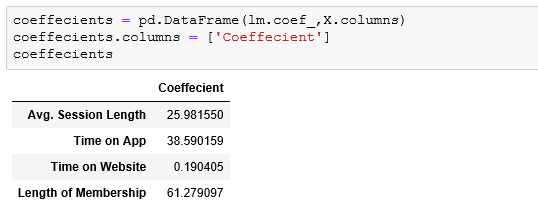 coeffecients = pd.DataFrame(lm.coef_,X.columns)
coeffecients.columns = ['Coeffecient']
coeffecients
Coeffecient
Avg. Session Length 25.981550
Time on App 38.590159
Time on Website 0.190405
Length of Membership 61.279097